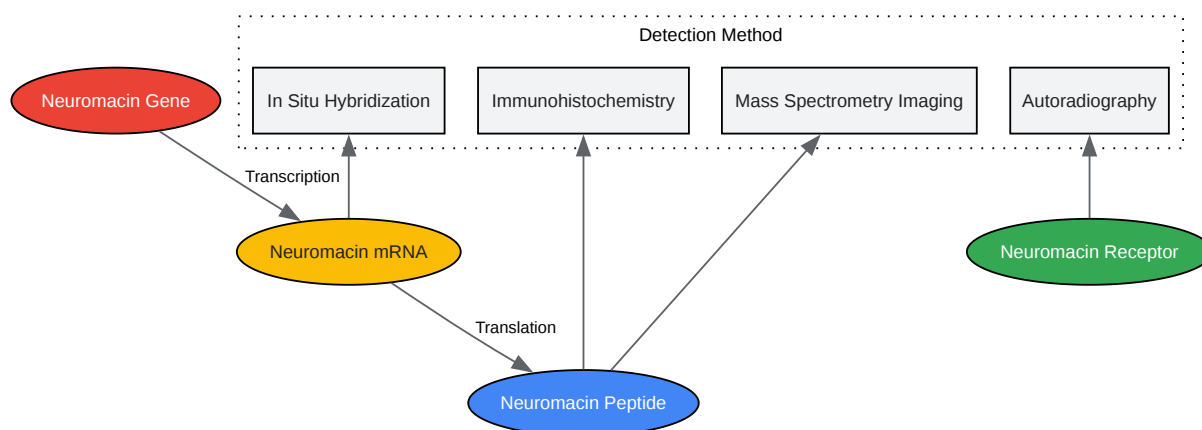 Detection Method
Neuromacin Gene
In Situ Hybridization
Immunohistochemistry
Mass Spectrometry Imaging
Autoradiography
Transcription
Neuromacin mRNA
Neuromacin Receptor
Translation
Neuromacin Peptide